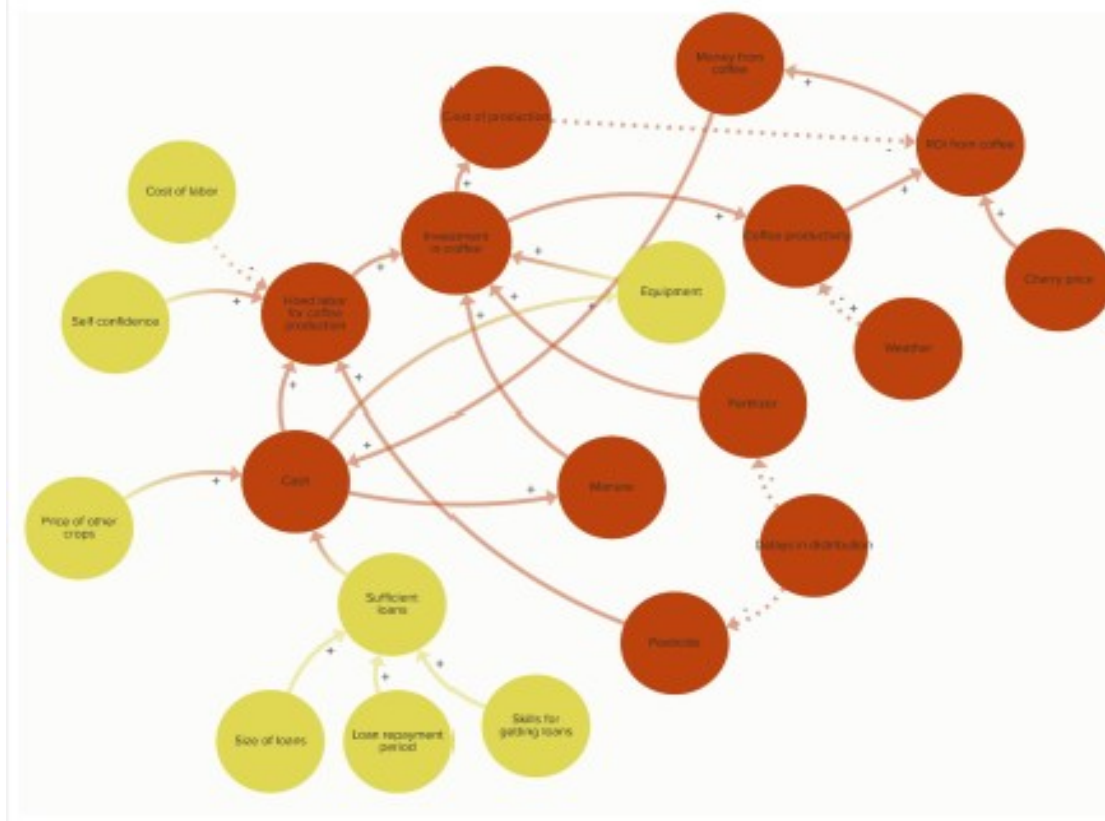 Money from
coffee
Cost of production
ROI from coffee
Cost of labor
Investment
in coffee
Coffee productivity
Cherry price
Equipment
Self confidence
Hand labor
for coffee
production
Weather
Fertilizer
Cash
Manure
Price of other
crops
Delays in distribution
Sufficient
loans
Pesticide
Size of loans
Loan repayment
period
Skills for
getting loans